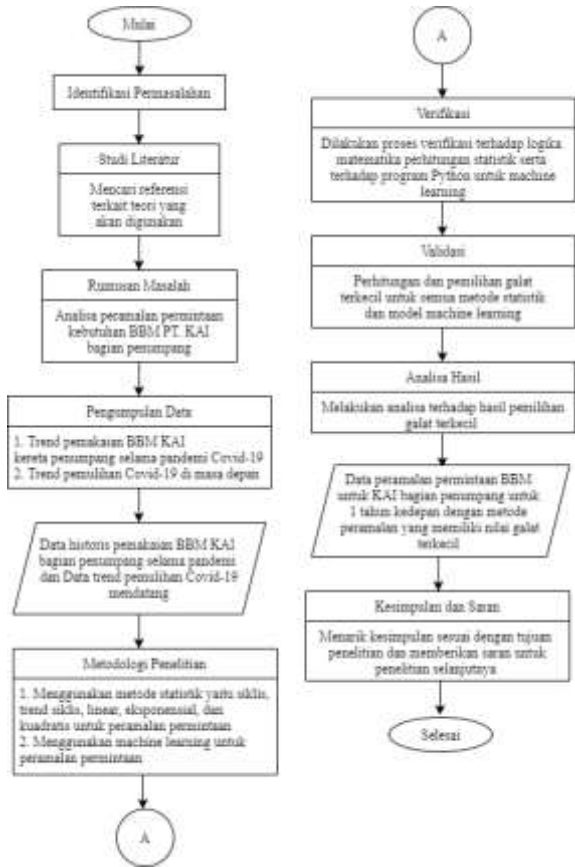 Mulai
Identifikasi Permasalahan
Studi Literatur
Mencari referensi
terkait teori yang
akan digunakan
Rumusan Masalah
Analisa peramalan permintaan
kebutuhan BBM PT. KAI
bagian penumpang
Pengumpulan Data
1. Trend pemakaian BBM KAI
kereta penumpang selama pandemi Covid-19
2. Trend pemulihan Covid-19 di masa depan
Data historis pemakaian BBM KAI
bagian penumpang selama pandemi
dan Data trend pemulihan Covid-19
mendatang
Metodologi Penelitian
1. Menggunakan metode statistik yaitu siklis,
trend siklis, linear, eksponensial, dan
kuadratis untuk peramalan permintaan
2. Menggunakan machine learning untuk
peramalan permintaan
A
A
Verifikasi
Dilakukan proses verifikasi terhadap logika
matematika perhitungan statistik serta
terhadap program Python untuk machine
learning
Validasi
Perhitungan dan pemilihan galat
terkecil untuk semua metode statistik
dan model machine learning
Analisa Hasil
Melakukan analisa terhadap hasil pemilihan
galat terkecil
Data peramalan permintaan BBM
untuk KAI bagian penumpang untuk
1 tahun kedepan dengan metode
peramalan yang memiliki nilai galat
terkecil
Kesimpulan dan Saran
Menarik kesimpulan sesuai dengan tujuan
penelitian dan memberikan saran untuk
penelitian selanjutnya
Selesai